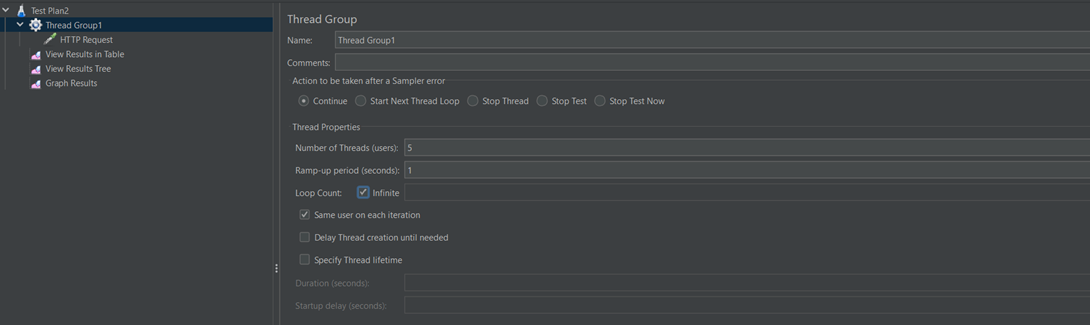 Test Plan2
Thread Group1
HTTP Request
View Results in Table
View Results Tree
Graph Results
Thread Group
Name: Thread Group1
Comments:
Action to be taken after a Sampler error
Continue Start Next Thread Loop Stop Thread Stop Test Stop Test Now
Thread Properties
Number of Threads (users): 5
Ramp-up period (seconds): 1
Loop Count: Infinite
Same user on each iteration
Delay Thread creation until needed
Specify Thread lifetime
Duration (seconds):
Startup delay (seconds):